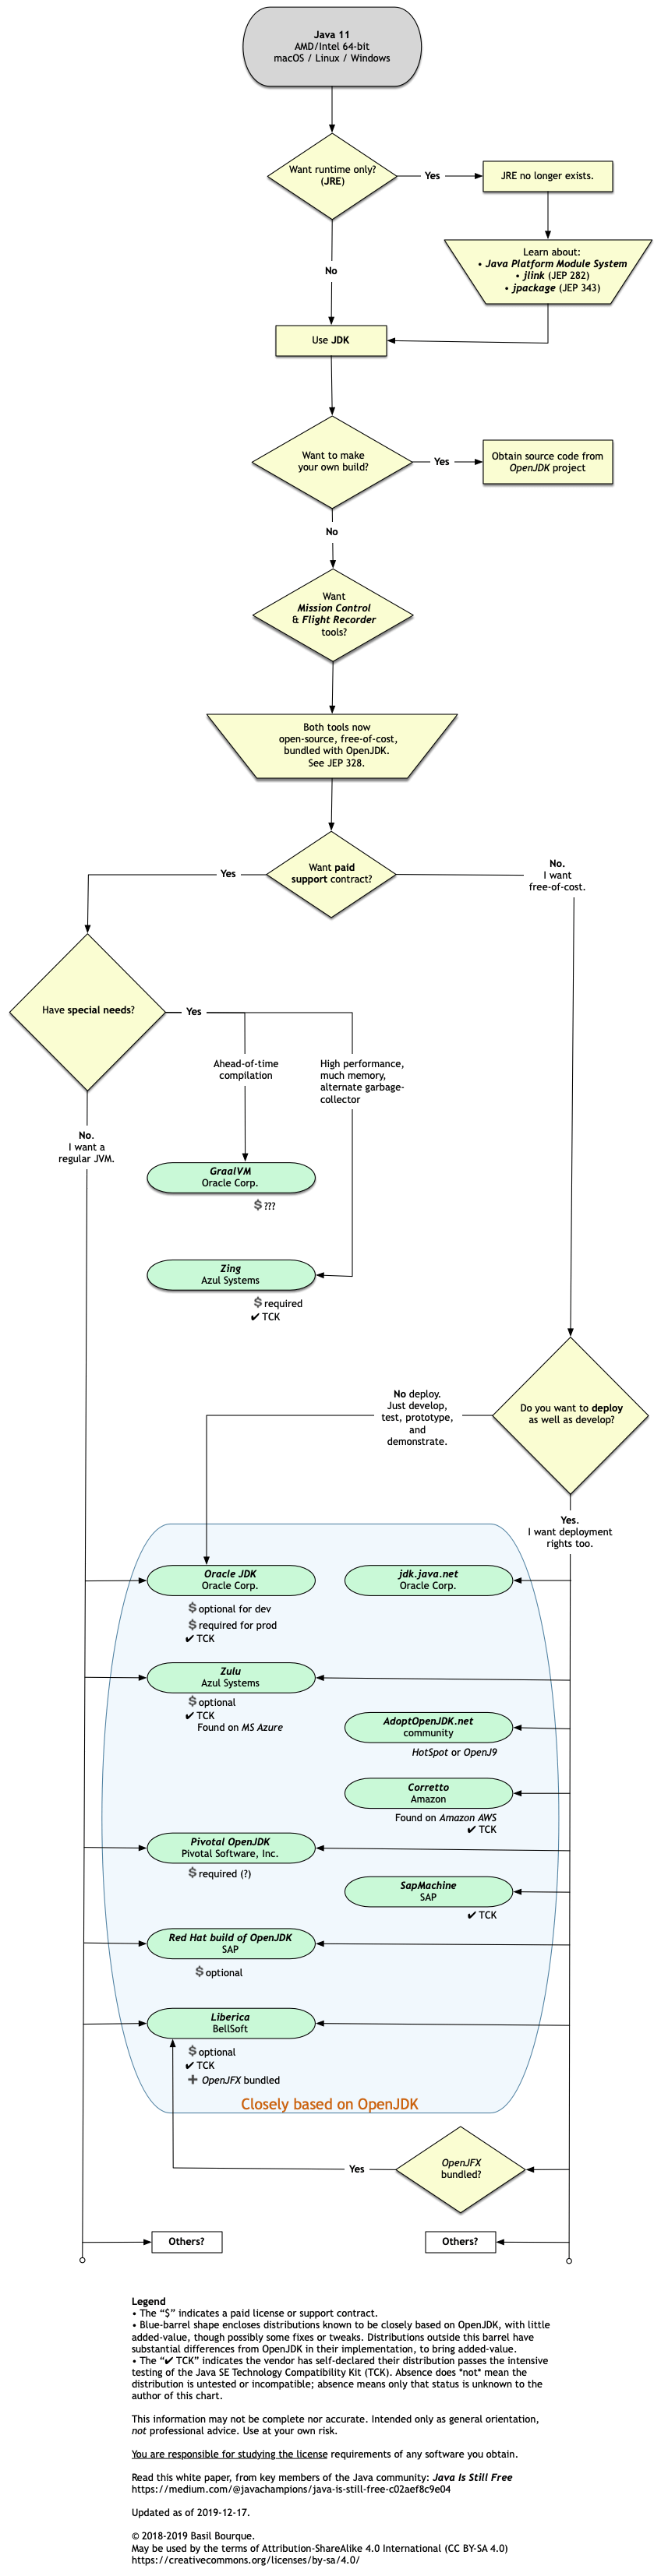 Java 11
AMD/Intel 64-bit
macOS / Linux / Windows
Want runtime only?
(JRE)
Yes
JRE no longer exists.
Learn about:
• Java Platform Module System
• jlink (JEP 282)
• jpackage (JEP 343)
No
Use JDK
Want to make
your own build?
Yes
Obtain source code from
OpenJDK project
No
Want
Mission Control
& Flight Recorder
tools?
Both tools now
open-source, free-of-cost,
bundled with OpenJDK.
See JEP 328.
Want paid
support contract?
Yes
No.
I want
free-of-cost.
Have special needs?
Yes
Ahead-of-time
compilation
High performance,
much memory,
alternate garbage-
collector
No.
I want a
regular JVM.
GraalVM
Oracle Corp.
$ ???
Zing
Azul Systems
$ required
✔ TCK
Do you want to deploy
as well as develop?
No deploy.
Just develop,
test, prototype,
and
demonstrate.
Yes.
I want deployment
rights too.
Oracle JDK
Oracle Corp.
$ optional for dev
$ required for prod
✔ TCK
jdk.java.net
Oracle Corp.
Zulu
Azul Systems
$ optional
✔ TCK
Found on MS Azure
AdoptOpenJDK.net
community
HotSpot or OpenJ9
Corretto
Amazon
Found on Amazon AWS
✔ TCK
Pivotal OpenJDK
Pivotal Software, Inc.
$ required (?)
SapMachine
SAP
✔ TCK
Red Hat build of OpenJDK
SAP
$ optional
Liberica
BellSoft
$ optional
✔ TCK
+ OpenJFX bundled
Closely based on OpenJDK
OpenJFX
bundled?
Yes
Others?
Others?
Legend
• The “$” indicates a paid license or support contract.
• Blue-barrel shape encloses distributions known to be closely based on OpenJDK, with little
added-value, though possibly some fixes or tweaks. Distributions outside this barrel have
substantial differences from OpenJDK in their implementation, to bring added-value.
• The “✔ TCK” indicates the vendor has self-declared their distribution passes the intensive
testing of the Java SE Technology Compatibility Kit (TCK). Absence does *not* mean the
distribution is untested or incompatible; absence means only that status is unknown to the
author of this chart.
This information may not be complete nor accurate. Intended only as general orientation,
not professional advice. Use at your own risk.
You are responsible for studying the license requirements of any software you obtain.
Read this white paper, from key members of the Java community: Java Is Still Free
https://medium.com/@javachampions/java-is-still-free-c02aef8c9e04
Updated as of 2019-12-17.
© 2018-2019 Basil Bourque.
May be used by the terms of Attribution-ShareAlike 4.0 International (CC BY-SA 4.0)
https://creativecommons.org/licenses/by-sa/4.0/